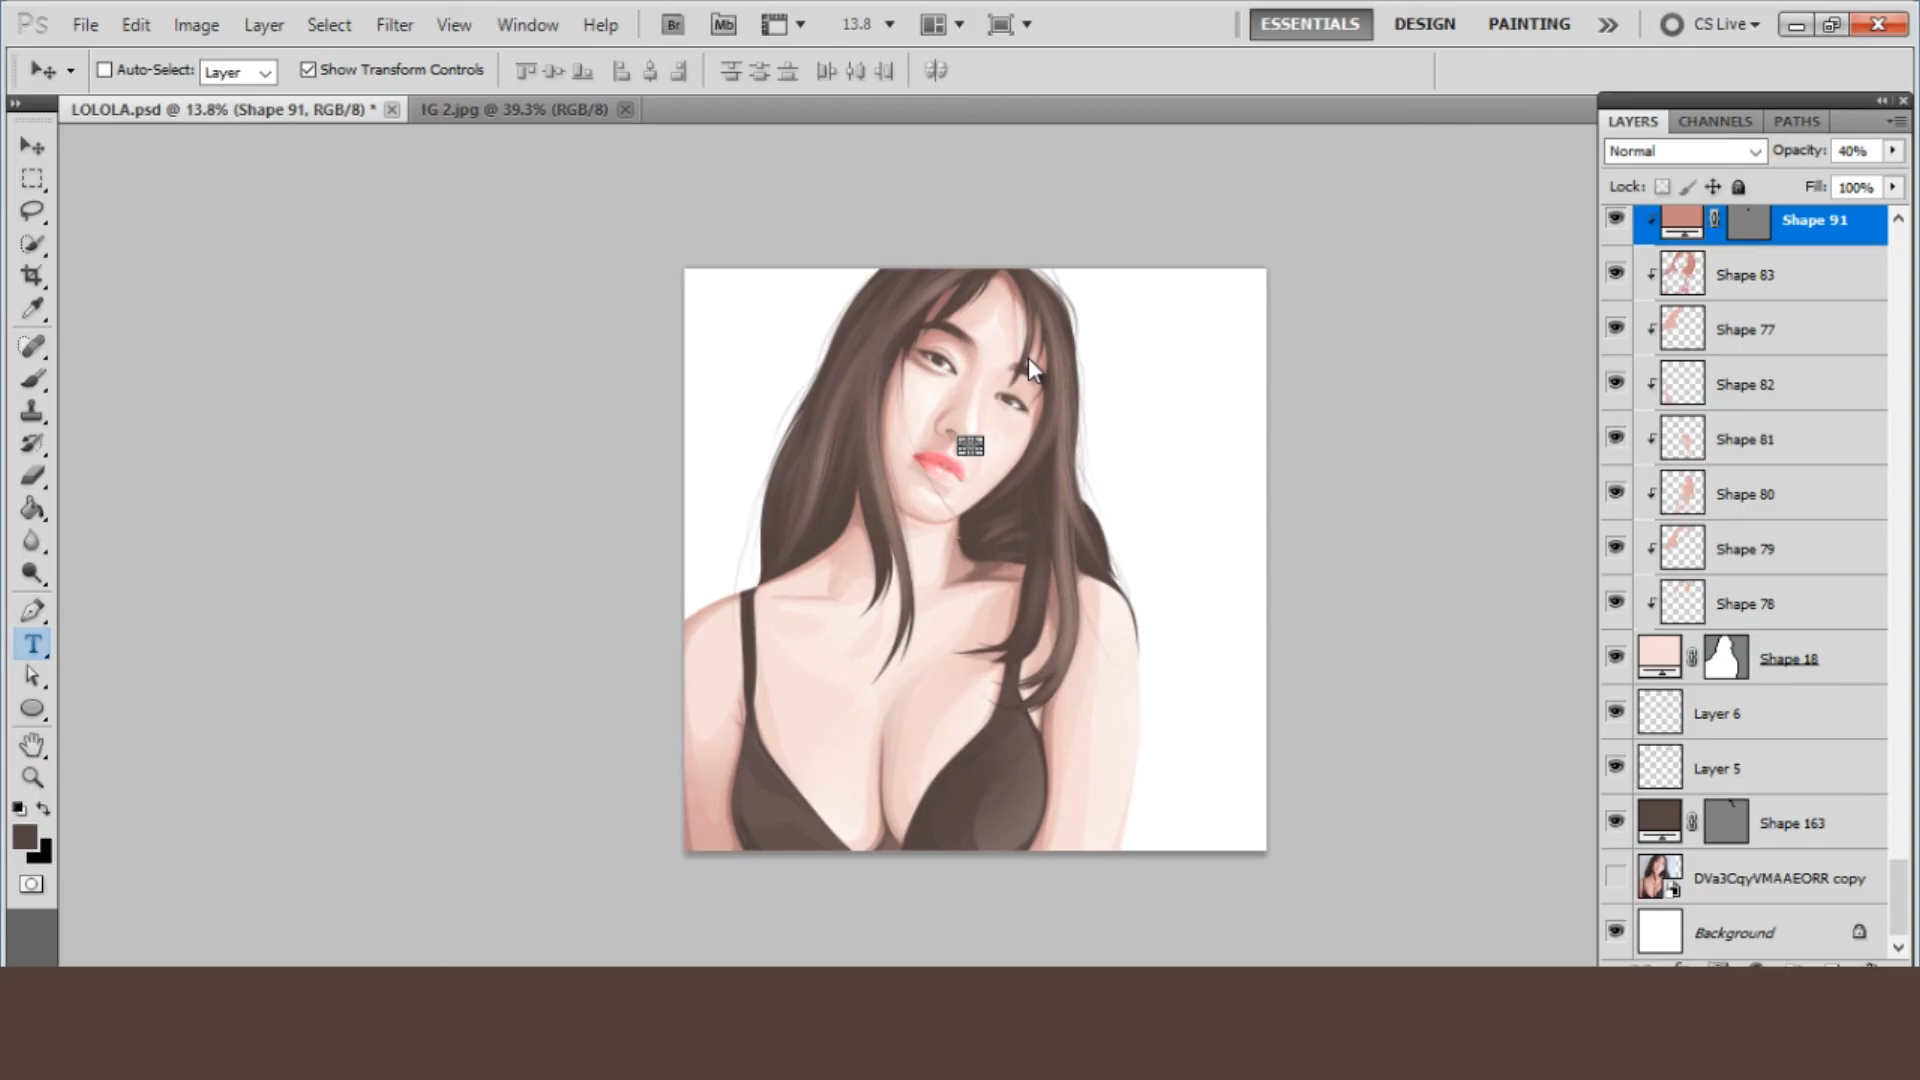 Ps File Edit Image Layer Select Filter View Window Help Br Mb 13.8 ESSENTIALS DESIGN PAINTING CS Live
Auto-Select: Layer Show Transform Controls
LOLOLA.psd @ 13.8% (Shape 91, RGB/8) * IG 2.jpg @ 39.3% (RGB/8)
LAYERS CHANNELS PATHS
Normal Opacity: 40%
Lock: Fill: 100%
Shape 91
Shape 83
Shape 77
Shape 82
Shape 81
Shape 80
Shape 79
Shape 78
Shape 18
Layer 6
Layer 5
Shape 163
DVa3CqyVMAAEORR copy
Background
T